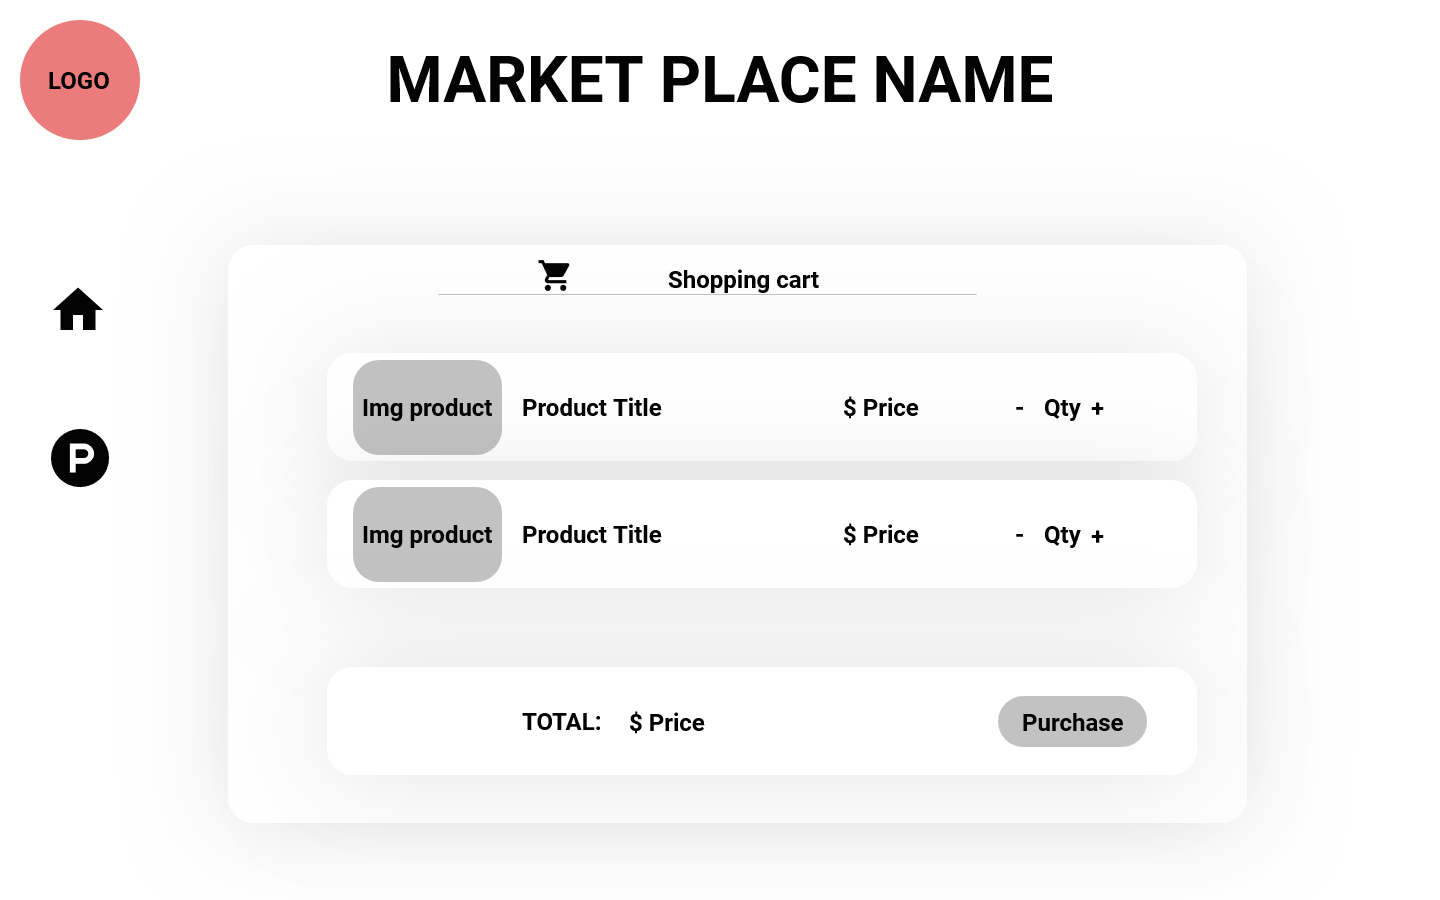 LOGO
MARKET PLACE NAME
Shopping cart
Img product Product Title $ Price - Qty +
P
Img product Product Title $ Price - Qty +
TOTAL: $ Price Purchase